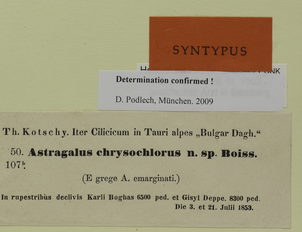 SYNTYPUS
Determination confirmed !
D. Podlech, München. 2009
Th. Kotschy. Iter Cilicicum in Tauri alpes „Bulgar Dagh.“
50. Astragalus chrysochlorus n. sp. Boiss.
107b.
(E grege A. emarginati.)
In rupestribus declivis Karli Boghas 6500 ped. et Gisyl Deppe. 8300 ped.
Die 3. et 21. Julii 1853.